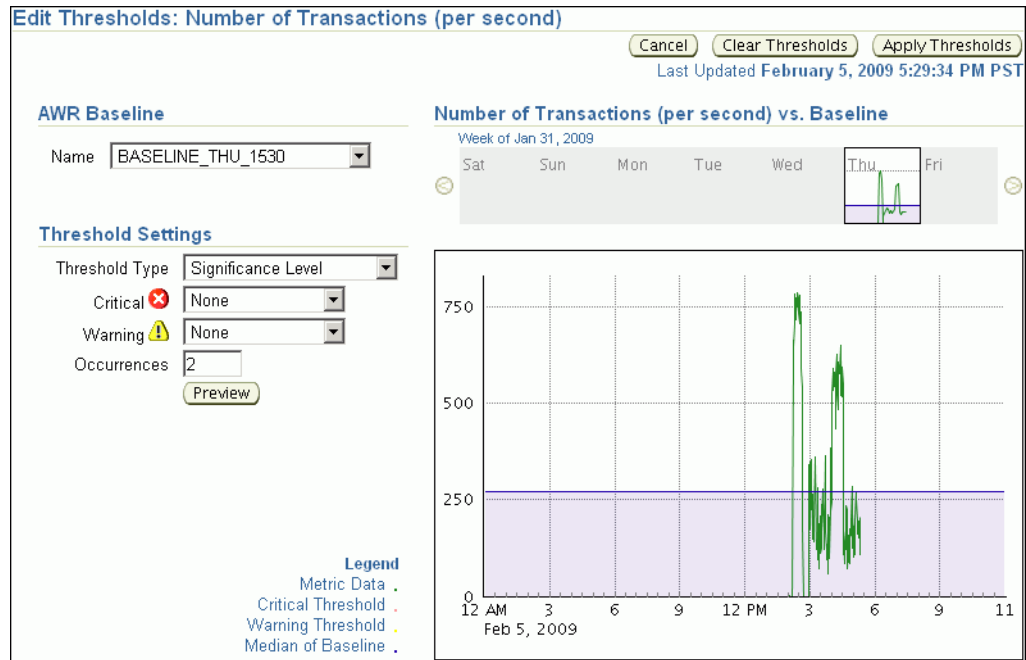 Edit Thresholds: Number of Transactions (per second)
Cancel Clear Thresholds Apply Thresholds
Last Updated February 5, 2009 5:29:34 PM PST
AWR Baseline
Name BASELINE_THU_1530
Threshold Settings
Threshold Type Significance Level
Critical None
Warning None
Occurrences 2
Preview
Legend
Metric Data
Critical Threshold
Warning Threshold
Median of Baseline
Number of Transactions (per second) vs. Baseline
Week of Jan 31, 2009
Sat Sun Mon Tue Wed Thu Fri
750
500
250
0
12 AM 3 6 9 12 PM 3 6 9 11
Feb 5, 2009